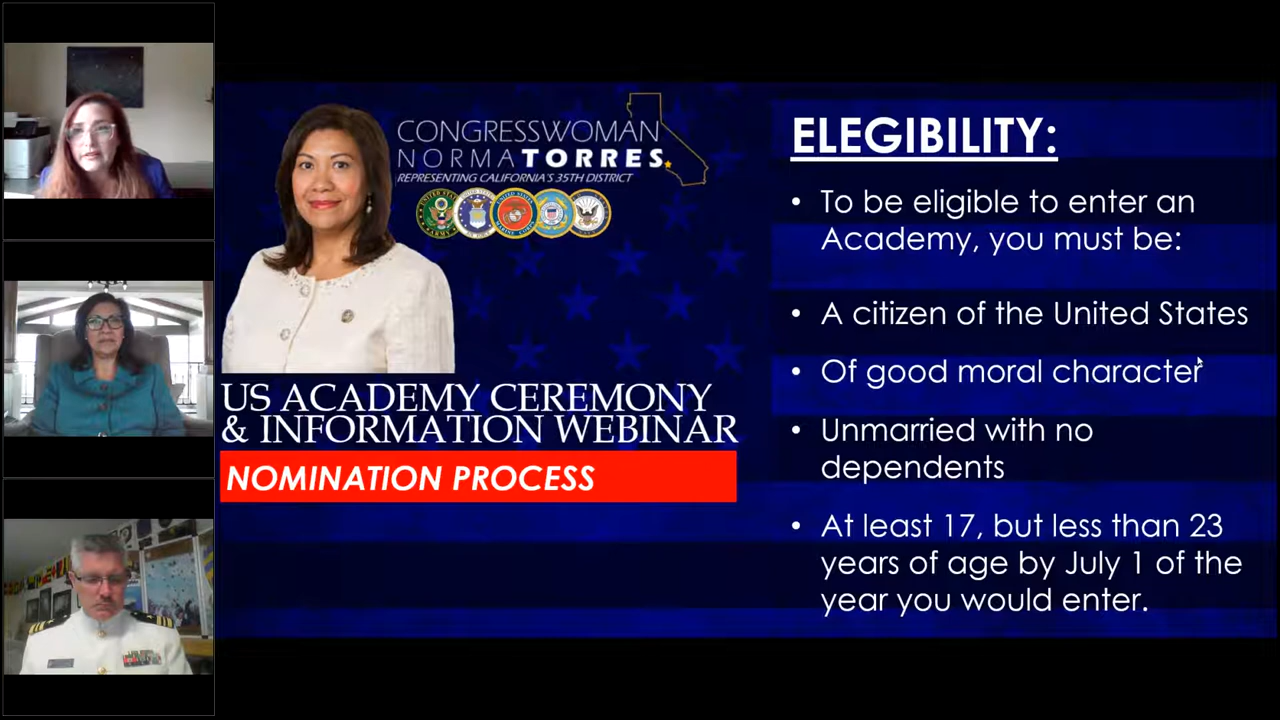 CONGRESSWOMAN
NORMATORRES
REPRESENTING CALIFORNIA'S 35TH DISTRICT
US ACADEMY CEREMONY
& INFORMATION WEBINAR
NOMINATION PROCESS
ELEGIBILITY:
• To be eligible to enter an
Academy, you must be:
• A citizen of the United States
• Of good moral character
• Unmarried with no
dependents
• At least 17, but less than 23
years of age by July 1 of the
year you would enter.